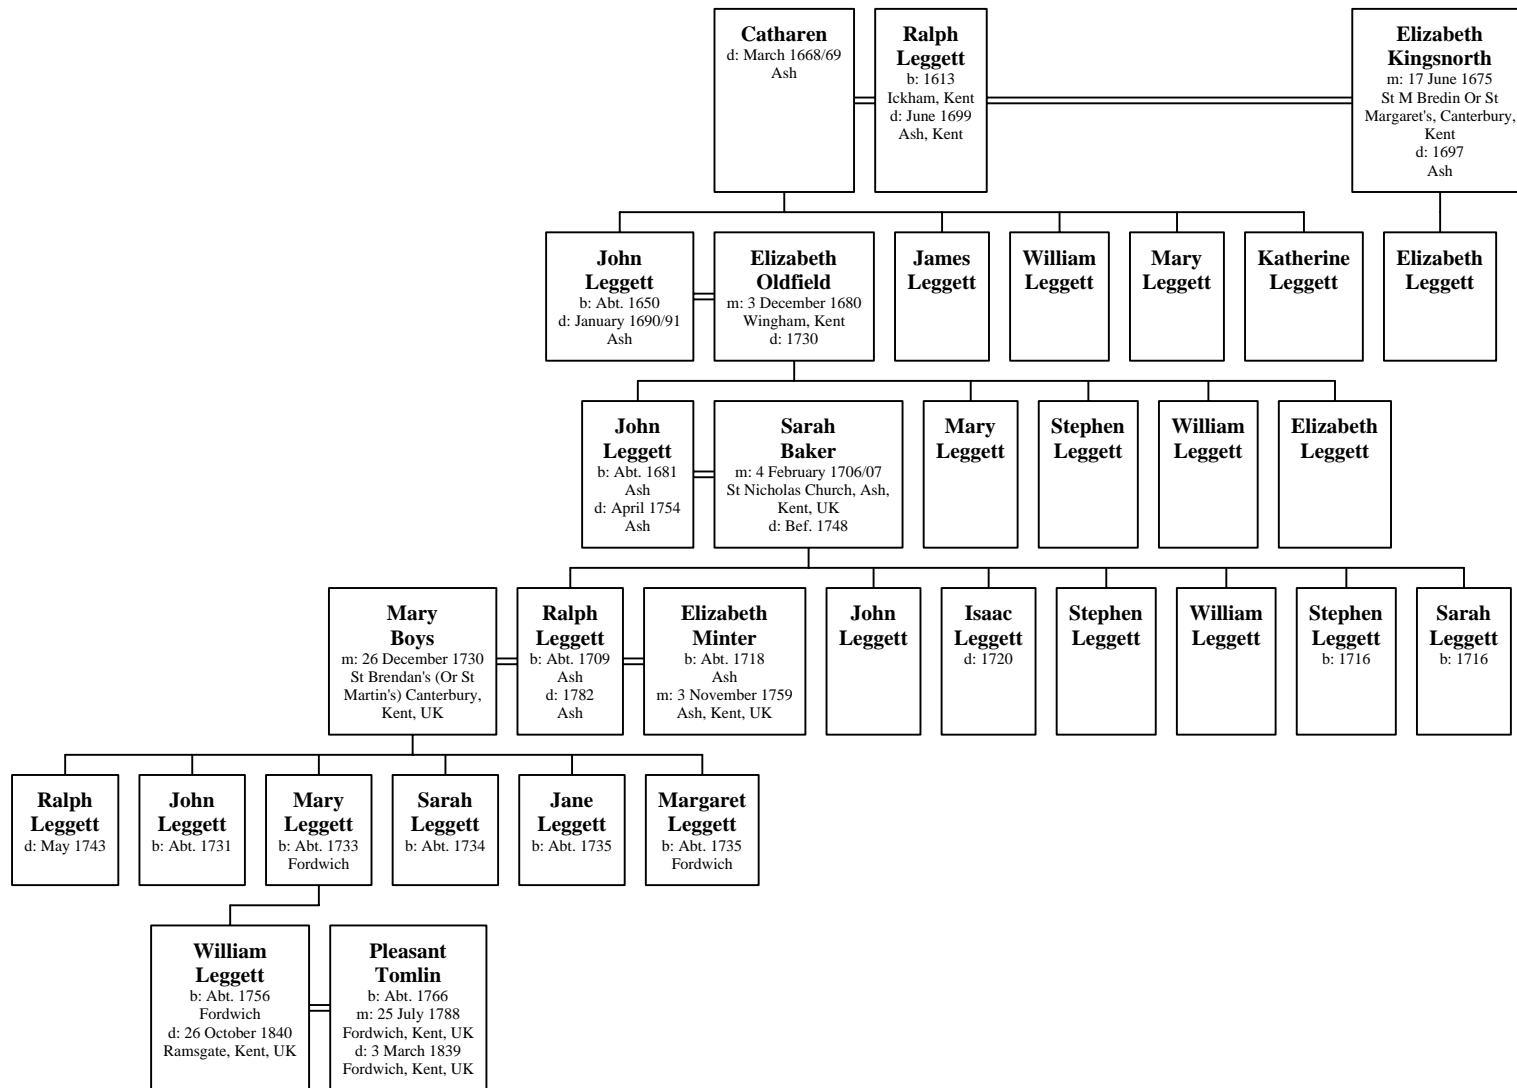 Catharen
d: March 1668/69
Ash
Ralph
Leggett
b: 1613
Ickham, Kent
d: June 1699
Ash, Kent
Elizabeth
Kingsnorth
m: 17 June 1675
St M Bredin Or St
Margaret's, Canterbury,
Kent
d: 1697
Ash
John
Leggett
b: Abt. 1650
d: January 1690/91
Ash
Elizabeth
Oldfield
m: 3 December 1680
Wingham, Kent
d: 1730
James
Leggett
William
Leggett
Mary
Leggett
Katherine
Leggett
Elizabeth
Leggett
John
Leggett
b: Abt. 1681
Ash
d: April 1754
Ash
Sarah
Baker
m: 4 February 1706/07
St Nicholas Church, Ash,
Kent, UK
d: Bef. 1748
Mary
Leggett
Stephen
Leggett
William
Leggett
Elizabeth
Leggett
Mary
Boys
m: 26 December 1730
St Brendan's (Or St
Martin's) Canterbury,
Kent, UK
Ralph
Leggett
b: Abt. 1709
Ash
d: 1782
Ash
Elizabeth
Minter
b: Abt. 1718
Ash
m: 3 November 1759
Ash, Kent, UK
John
Leggett
Isaac
Leggett
d: 1720
Stephen
Leggett
William
Leggett
Stephen
Leggett
b: 1716
Sarah
Leggett
b: 1716
Ralph
Leggett
d: May 1743
John
Leggett
b: Abt. 1731
Mary
Leggett
b: Abt. 1733
Fordwich
Sarah
Leggett
b: Abt. 1734
Jane
Leggett
b: Abt. 1735
Margaret
Leggett
b: Abt. 1735
Fordwich
William
Leggett
b: Abt. 1756
Fordwich
d: 26 October 1840
Ramsgate, Kent, UK
Pleasant
Tomlin
b: Abt. 1766
m: 25 July 1788
Fordwich, Kent, UK
d: 3 March 1839
Fordwich, Kent, UK